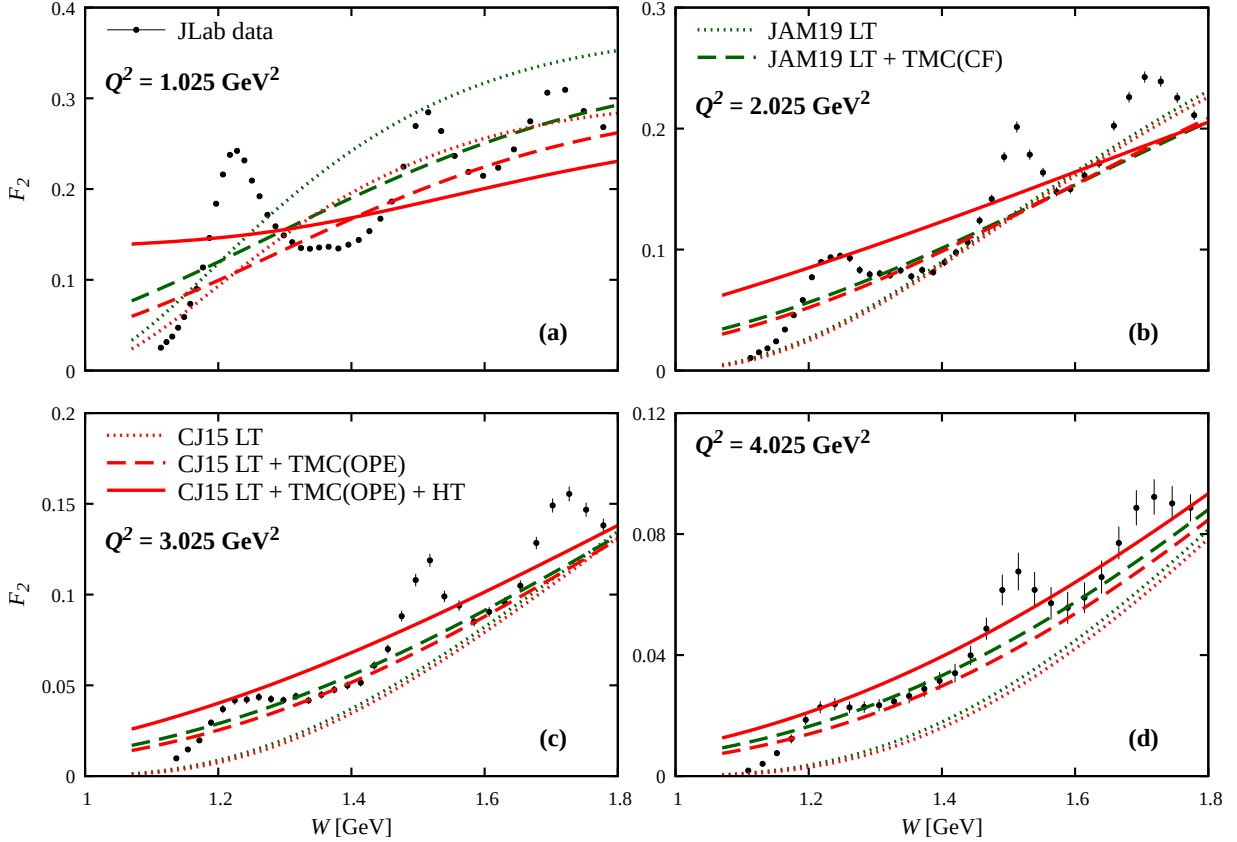 0.4
0.3
0.2
0.1
0
F2
JLab data
Q² = 1.025 GeV²
(a)
0.3
0.2
0.1
0
JAM19 LT
JAM19 LT + TMC(CF)
Q² = 2.025 GeV²
(b)
0.2
0.15
0.1
0.05
0
F2
CJ15 LT
CJ15 LT + TMC(OPE)
CJ15 LT + TMC(OPE) + HT
Q² = 3.025 GeV²
(c)
1 1.2 1.4 1.6 1.8
W [GeV]
0.12
0.08
0.04
0
Q² = 4.025 GeV²
(d)
1 1.2 1.4 1.6 1.8
W [GeV]